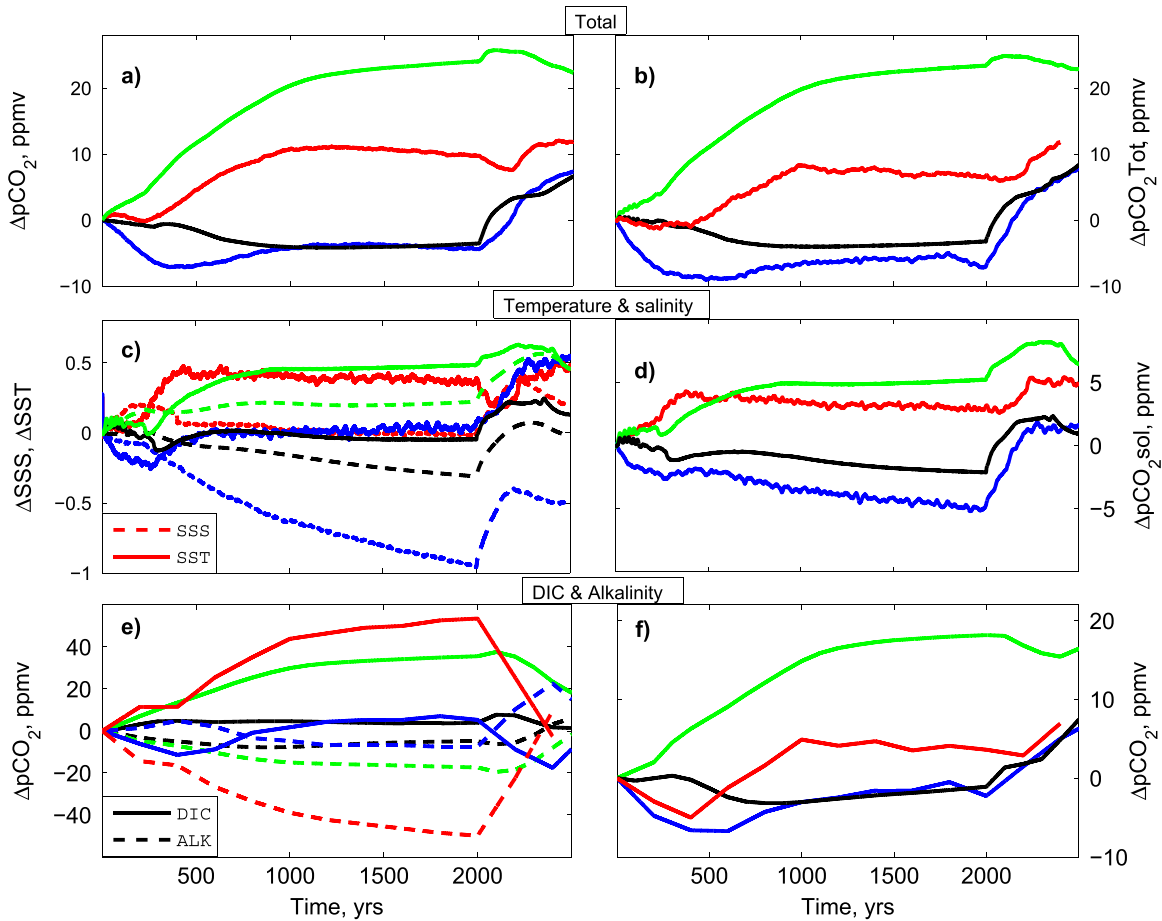 Total
a)
b)
20
10
0
−10
ΔpCO2, ppmv
20
10
0
−10
ΔpCO2Tot, ppmv
Temperature & salinity
c)
d)
0.5
0
−0.5
−1
ΔSSS, ΔSST
SSS
SST
5
0
−5
ΔpCO2sol, ppmv
DIC & Alkalinity
e)
f)
40
20
0
−20
−40
ΔpCO2, ppmv
DIC
ALK
20
10
0
−10
ΔpCO2, ppmv
500 1000 1500 2000
500 1000 1500 2000
Time, yrs
Time, yrs